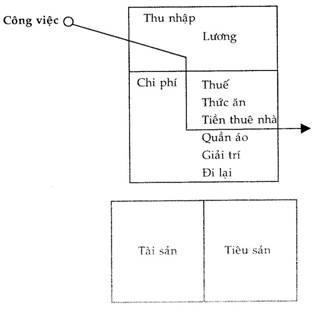 Thu nhập
Công việc
Lương
Chi phí
Thuế
Thức ăn
Tiền thuê nhà
Quần áo
Giải trí
Đi lại
Tài sản
Tiêu sản